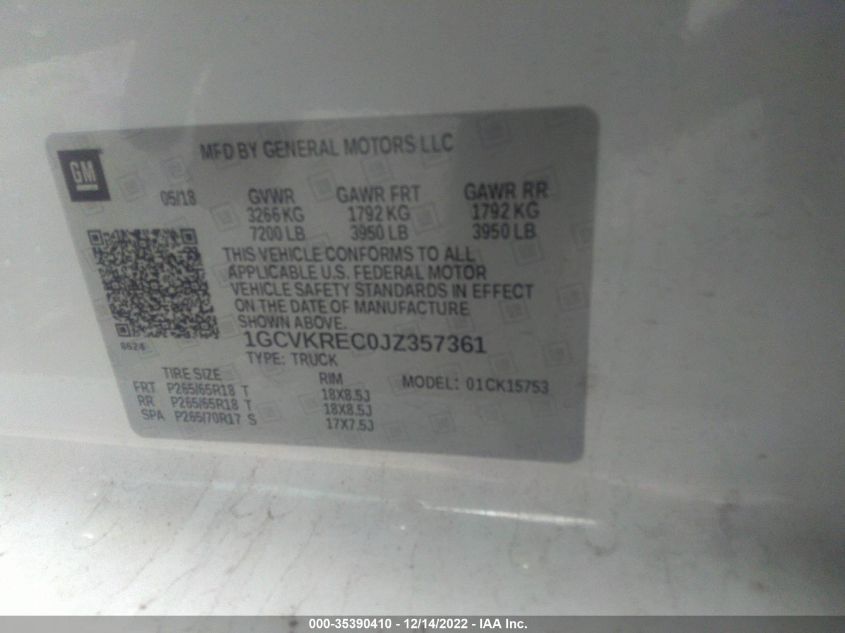 GM
MFD BY GENERAL MOTORS LLC
05/18 GVWR GAWR FRT GAWR RR
3266 KG 1792 KG 1792 KG
7200 LB 3950 LB 3950 LB
THIS VEHICLE CONFORMS TO ALL
APPLICABLE U.S. FEDERAL MOTOR
VEHICLE SAFETY STANDARDS IN EFFECT
ON THE DATE OF MANUFACTURE
SHOWN ABOVE.
1GCVKREC0JZ357361
TYPE: TRUCK
TIRE SIZE RIM MODEL: 01CK15753
FRT P265/65R18 T 18X8.5J
RR P265/65R18 T 18X8.5J
SPA P265/70R17 S 17X7.5J
000-35390410 - 12/14/2022 - IAA Inc.